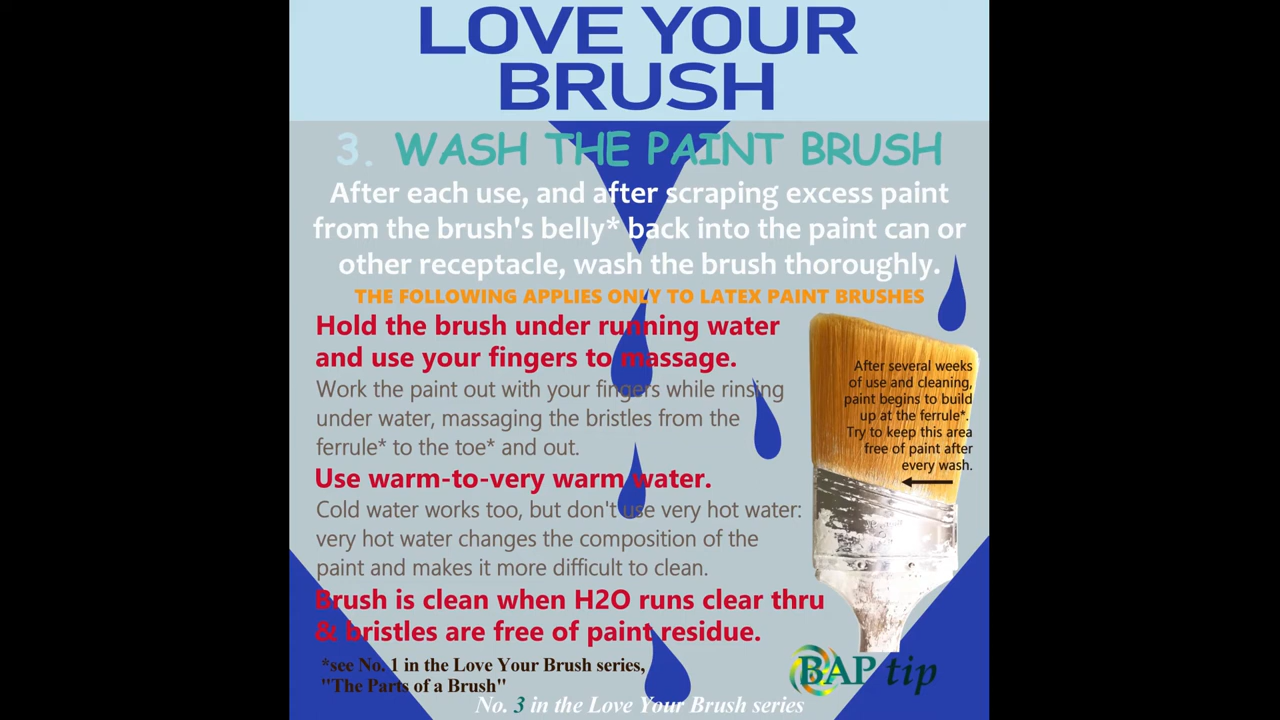 LOVE YOUR
BRUSH
3. WASH THE PAINT BRUSH
After each use, and after scraping excess paint
from the brush's belly* back into the paint can or
other receptacle, wash the brush thoroughly.
THE FOLLOWING APPLIES ONLY TO LATEX PAINT BRUSHES
Hold the brush under running water
and use your fingers to massage.
Work the paint out with your fingers while rinsing
under water, massaging the bristles from the
ferrule* to the toe* and out.
Use warm-to-very warm water.
Cold water works too, but don't use very hot water:
very hot water changes the composition of the
paint and makes it more difficult to clean.
Brush is clean when H2O runs clear thru
& bristles are free of paint residue.
After several weeks
of use and cleaning,
paint begins to build
up at the ferrule*.
Try to keep this area
free of paint after
every wash.
*see No. 1 in the Love Your Brush series,
"The Parts of a Brush"
BAP tip
No. 3 in the Love Your Brush series